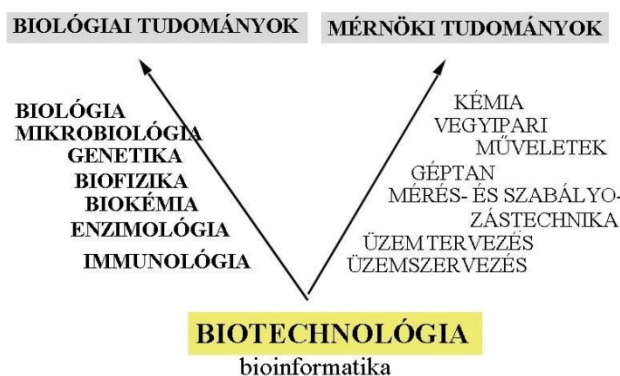 BIOLÓGIAI TUDOMÁNYOK
MÉRNÖKI TUDOMÁNYOK
BIOLÓGIA
MIKROBIOLÓGIA
GENETIKA
BIOFIZIKA
BIOKÉMIA
ENZIMOLÓGIA
IMMUNOLÓGIA
KÉMIA
VEGYIPARI
MŰVELETEK
GÉPTAN
MÉRÉS- ÉS SZABÁLYO-
ZÁSTECHNIKA
ÜZEMTERVEZÉS
ÜZEMSZERVEZÉS
BIOTECHNOLÓGIA
bioinformatika